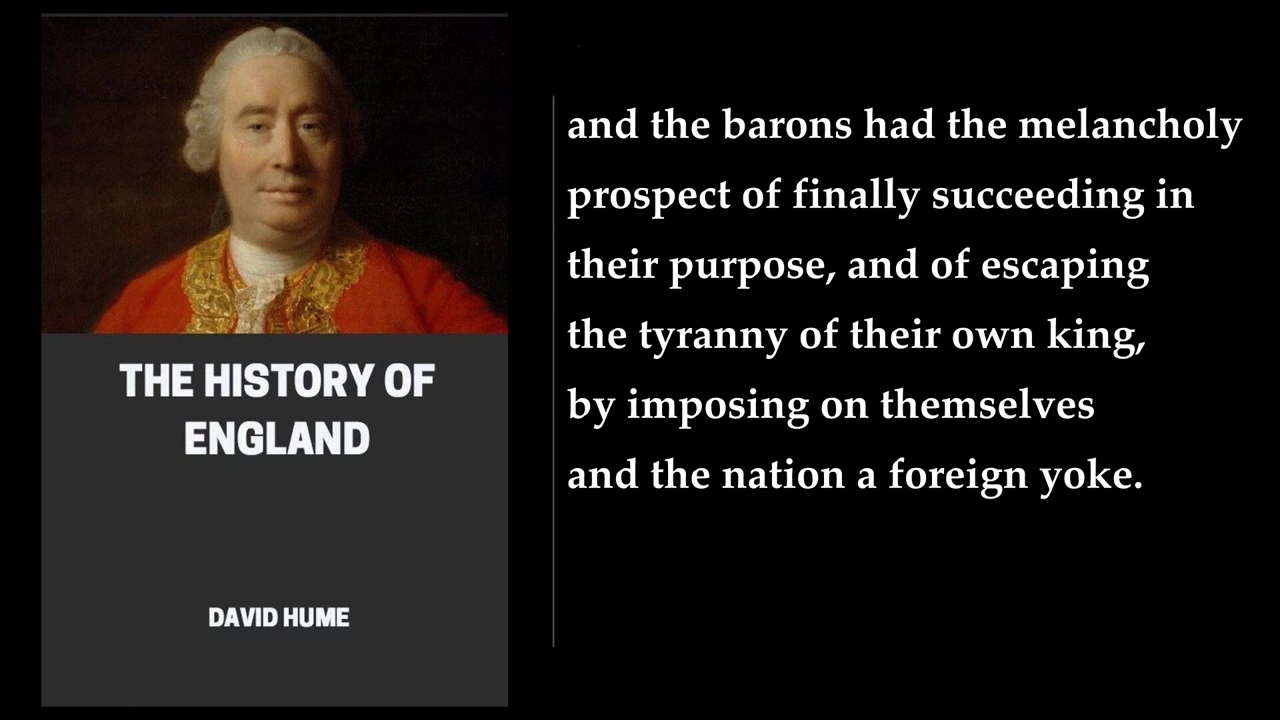 THE HISTORY OF
ENGLAND
DAVID HUME
and the barons had the melancholy
prospect of finally succeeding in
their purpose, and of escaping
the tyranny of their own king,
by imposing on themselves
and the nation a foreign yoke.